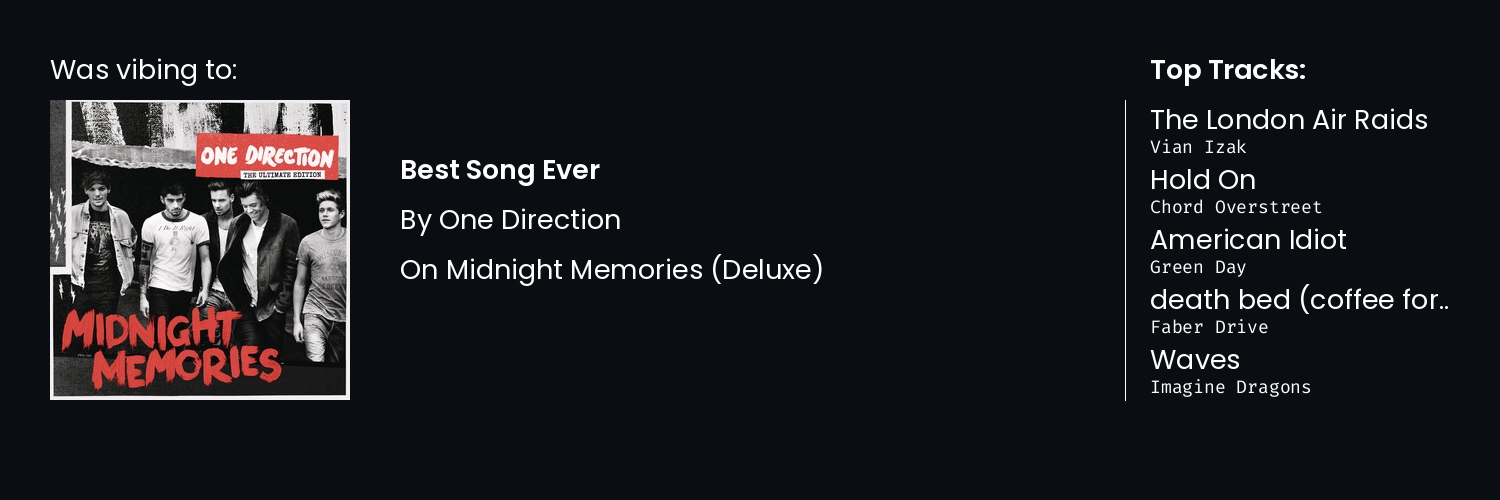 Was vibing to:
ONE DIRECTION
THE ULTIMATE EDITION
MIDNIGHT
MEMORIES
Best Song Ever
By One Direction
On Midnight Memories (Deluxe)
Top Tracks:
The London Air Raids
Vian Izak
Hold On
Chord Overstreet
American Idiot
Green Day
death bed (coffee for..
Faber Drive
Waves
Imagine Dragons